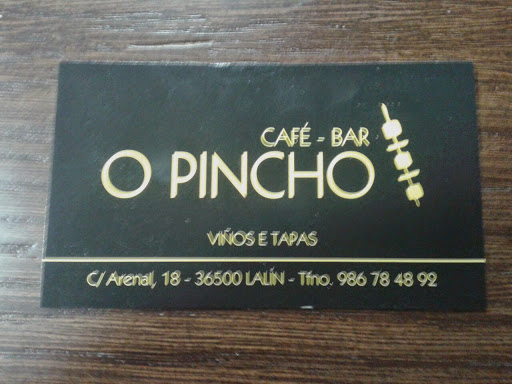 CAFÉ - BAR
O PINCHO
VIÑOS E TAPAS
C/ Arenal, 18 - 36500 LALÍN - Tfno. 986 78 48 92